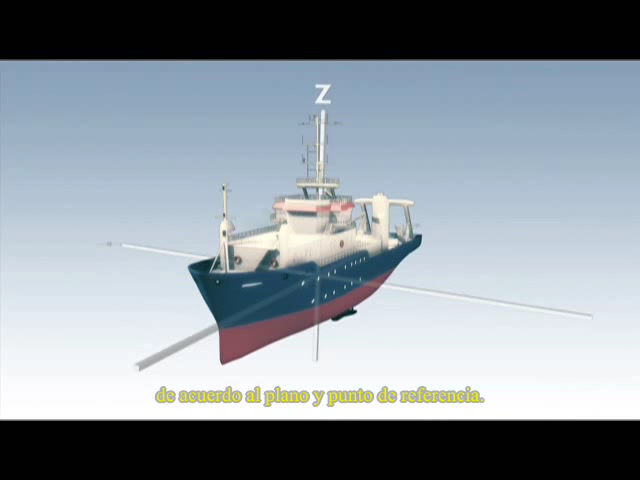 Z
de acuerdo al plano y punto de referencia.